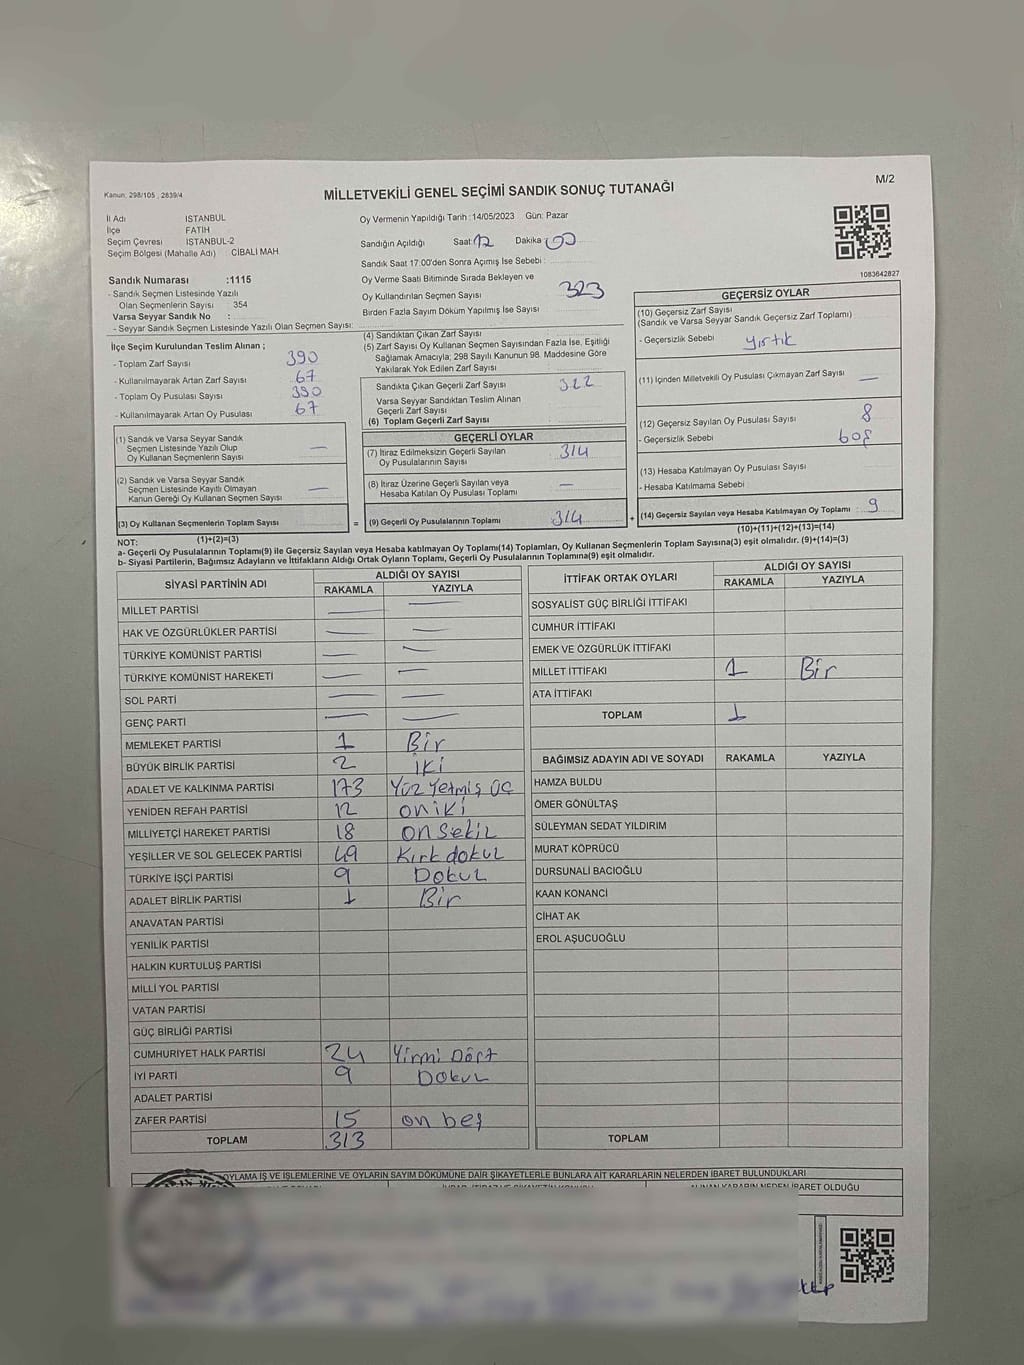 Kanun: 298/105 , 2839/4
MİLLETVEKİLİ GENEL SEÇİMİ SANDIK SONUÇ TUTANAĞI
M/2
İl Adı İSTANBUL
İlçe FATİH
Seçim Çevresi İSTANBUL-2
Seçim Bölgesi (Mahalle Adı) : CİBALİ MAH
Sandık Numarası :1115
- Sandık Seçmen Listesinde Yazılı
Olan Seçmenlerin Sayısı : 354
Varsa Seyyar Sandık No :
- Seyyar Sandık Seçmen Listesinde Yazılı Olan Seçmen Sayısı:
Oy Vermenin Yapıldığı Tarih :14/05/2023 Gün: Pazar
Sandığın Açıldığı Saat: 17 Dakika: 00
Sandık Saat 17:00'den Sonra Açımış İse Sebebi :
Oy Verme Saati Bitiminde Sırada Bekleyen ve
Oy Kullandırılan Seçmen Sayısı 323
Birden Fazla Sayım Döküm Yapılmış İse Sayısı
1083642827
İlçe Seçim Kurulundan Teslim Alınan ;
- Toplam Zarf Sayısı 390
- Kullanılmayarak Artan Zarf Sayısı 67
- Toplam Oy Pusulası Sayısı 390
- Kullanılmayarak Artan Oy Pusulası 67
(1) Sandık ve Varsa Seyyar Sandık
Seçmen Listesinde Yazılı Olup
Oy Kullanan Seçmenlerin Sayısı —
(2) Sandık ve Varsa Seyyar Sandık
Seçmen Listesinde Kayıtlı Olmayan
Kanun Gereği Oy Kullanan Seçmen Sayısı —
(3) Oy Kullanan Seçmenlerin Toplam Sayısı
(1)+(2)=(3)
(4) Sandıktan Çıkan Zarf Sayısı
(5) Zarf Sayısı Oy Kullanan Seçmen Sayısından Fazla İse, Eşitliği
Sağlamak Amacıyla; 298 Sayılı Kanunun 98. Maddesine Göre
Yakılarak Yok Edilen Zarf Sayısı
Sandıkta Çıkan Geçerli Zarf Sayısı 322
Varsa Seyyar Sandıktan Teslim Alınan
Geçerli Zarf Sayısı
(6) Toplam Geçerli Zarf Sayısı
GEÇERLİ OYLAR
(7) İtiraz Edilmeksizin Geçerli Sayılan
Oy Pusulalarının Sayısı 314
(8) İtiraz Üzerine Geçerli Sayılan veya
Hesaba Katılan Oy Pusulası Toplamı —
= (9) Geçerli Oy Pusulalarının Toplamı 314
GEÇERSİZ OYLAR
(10) Geçersiz Zarf Sayısı
(Sandık ve Varsa Seyyar Sandık Geçersiz Zarf Toplamı)
- Geçersizlik Sebebi yırtık
(11) İçinden Milletvekili Oy Pusulası Çıkmayan Zarf Sayısı —
(12) Geçersiz Sayılan Oy Pusulası Sayısı 8
- Geçersizlik Sebebi boş
(13) Hesaba Katılmayan Oy Pusulası Sayısı
- Hesaba Katılmama Sebebi
+ (14) Geçersiz Sayılan veya Hesaba Katılmayan Oy Toplamı 9
(10)+(11)+(12)+(13)=(14)
NOT:
a- Geçerli Oy Pusulalarının Toplamı(9) ile Geçersiz Sayılan veya Hesaba katılmayan Oy Toplamı(14) Toplamları, Oy Kullanan Seçmenlerin Toplam Sayısına(3) eşit olmalıdır. (9)+(14)=(3)
b- Siyasi Partilerin, Bağımsız Adayların ve İttifakların Aldığı Ortak Oyların Toplamı, Geçerli Oy Pusulalarının Toplamına(9) eşit olmalıdır.
SİYASİ PARTİNİN ADI ALDIĞI OY SAYISI
RAKAMLA YAZIYLA
MİLLET PARTİSİ — —
HAK VE ÖZGÜRLÜKLER PARTİSİ — —
TÜRKİYE KOMÜNİST PARTİSİ — —
TÜRKİYE KOMÜNİST HAREKETİ — —
SOL PARTİ — —
GENÇ PARTİ — —
MEMLEKET PARTİSİ 1 Bir
BÜYÜK BİRLİK PARTİSİ 2 İki
ADALET VE KALKINMA PARTİSİ 173 Yüz Yetmiş üç
YENİDEN REFAH PARTİSİ 12 oniki
MİLLİYETÇİ HAREKET PARTİSİ 18 on sekiz
YEŞİLLER VE SOL GELECEK PARTİSİ 49 Kırk dokuz
TÜRKİYE İŞÇİ PARTİSİ 9 Dokuz
ADALET BİRLİK PARTİSİ 1 Bir
ANAVATAN PARTİSİ
YENİLİK PARTİSİ
HALKIN KURTULUŞ PARTİSİ
MİLLİ YOL PARTİSİ
VATAN PARTİSİ
GÜÇ BİRLİĞİ PARTİSİ
CUMHURİYET HALK PARTİSİ 24 Yirmi Dört
İYİ PARTİ 9 Dokuz
ADALET PARTİSİ
ZAFER PARTİSİ 15 on beş
TOPLAM 313
İTTİFAK ORTAK OYLARI ALDIĞI OY SAYISI
RAKAMLA YAZIYLA
SOSYALİST GÜÇ BİRLİĞİ İTTİFAKI
CUMHUR İTTİFAKI
EMEK VE ÖZGÜRLÜK İTTİFAKI
MİLLET İTTİFAKI 1 Bir
ATA İTTİFAKI
TOPLAM 1
BAĞIMSIZ ADAYIN ADI VE SOYADI RAKAMLA YAZIYLA
HAMZA BULDU
ÖMER GÖNÜLTAŞ
SÜLEYMAN SEDAT YILDIRIM
MURAT KÖPRÜCÜ
DURSUNALİ BACIOĞLU
KAAN KONANCİ
CİHAT AK
EROL AŞUCUOĞLU
TOPLAM
OYLAMA İŞ VE İŞLEMLERİNE VE OYLARIN SAYIM DÖKÜMÜNE DAİR ŞİKAYETLERLE BUNLARA AİT KARARLARIN NELERDEN İBARET BULUNDUKLARI
ALINAN KARARIN NEDEN İBARET OLDUĞU